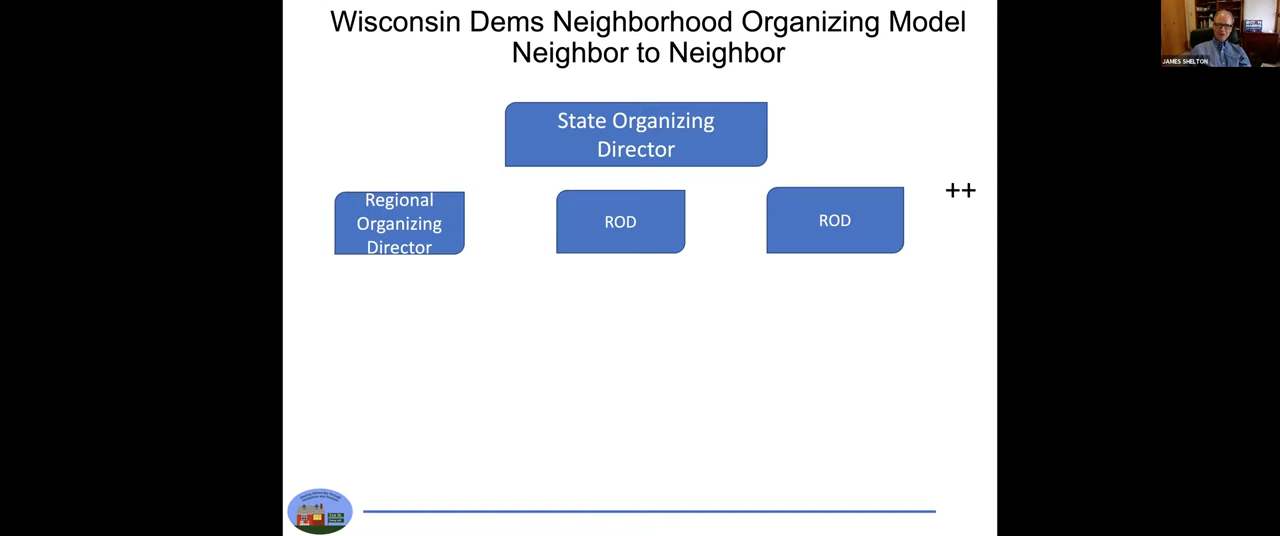 Wisconsin Dems Neighborhood Organizing Model
Neighbor to Neighbor
JAMES SHELTON
State Organizing
Director
++
Regional
Organizing
Director
ROD
ROD